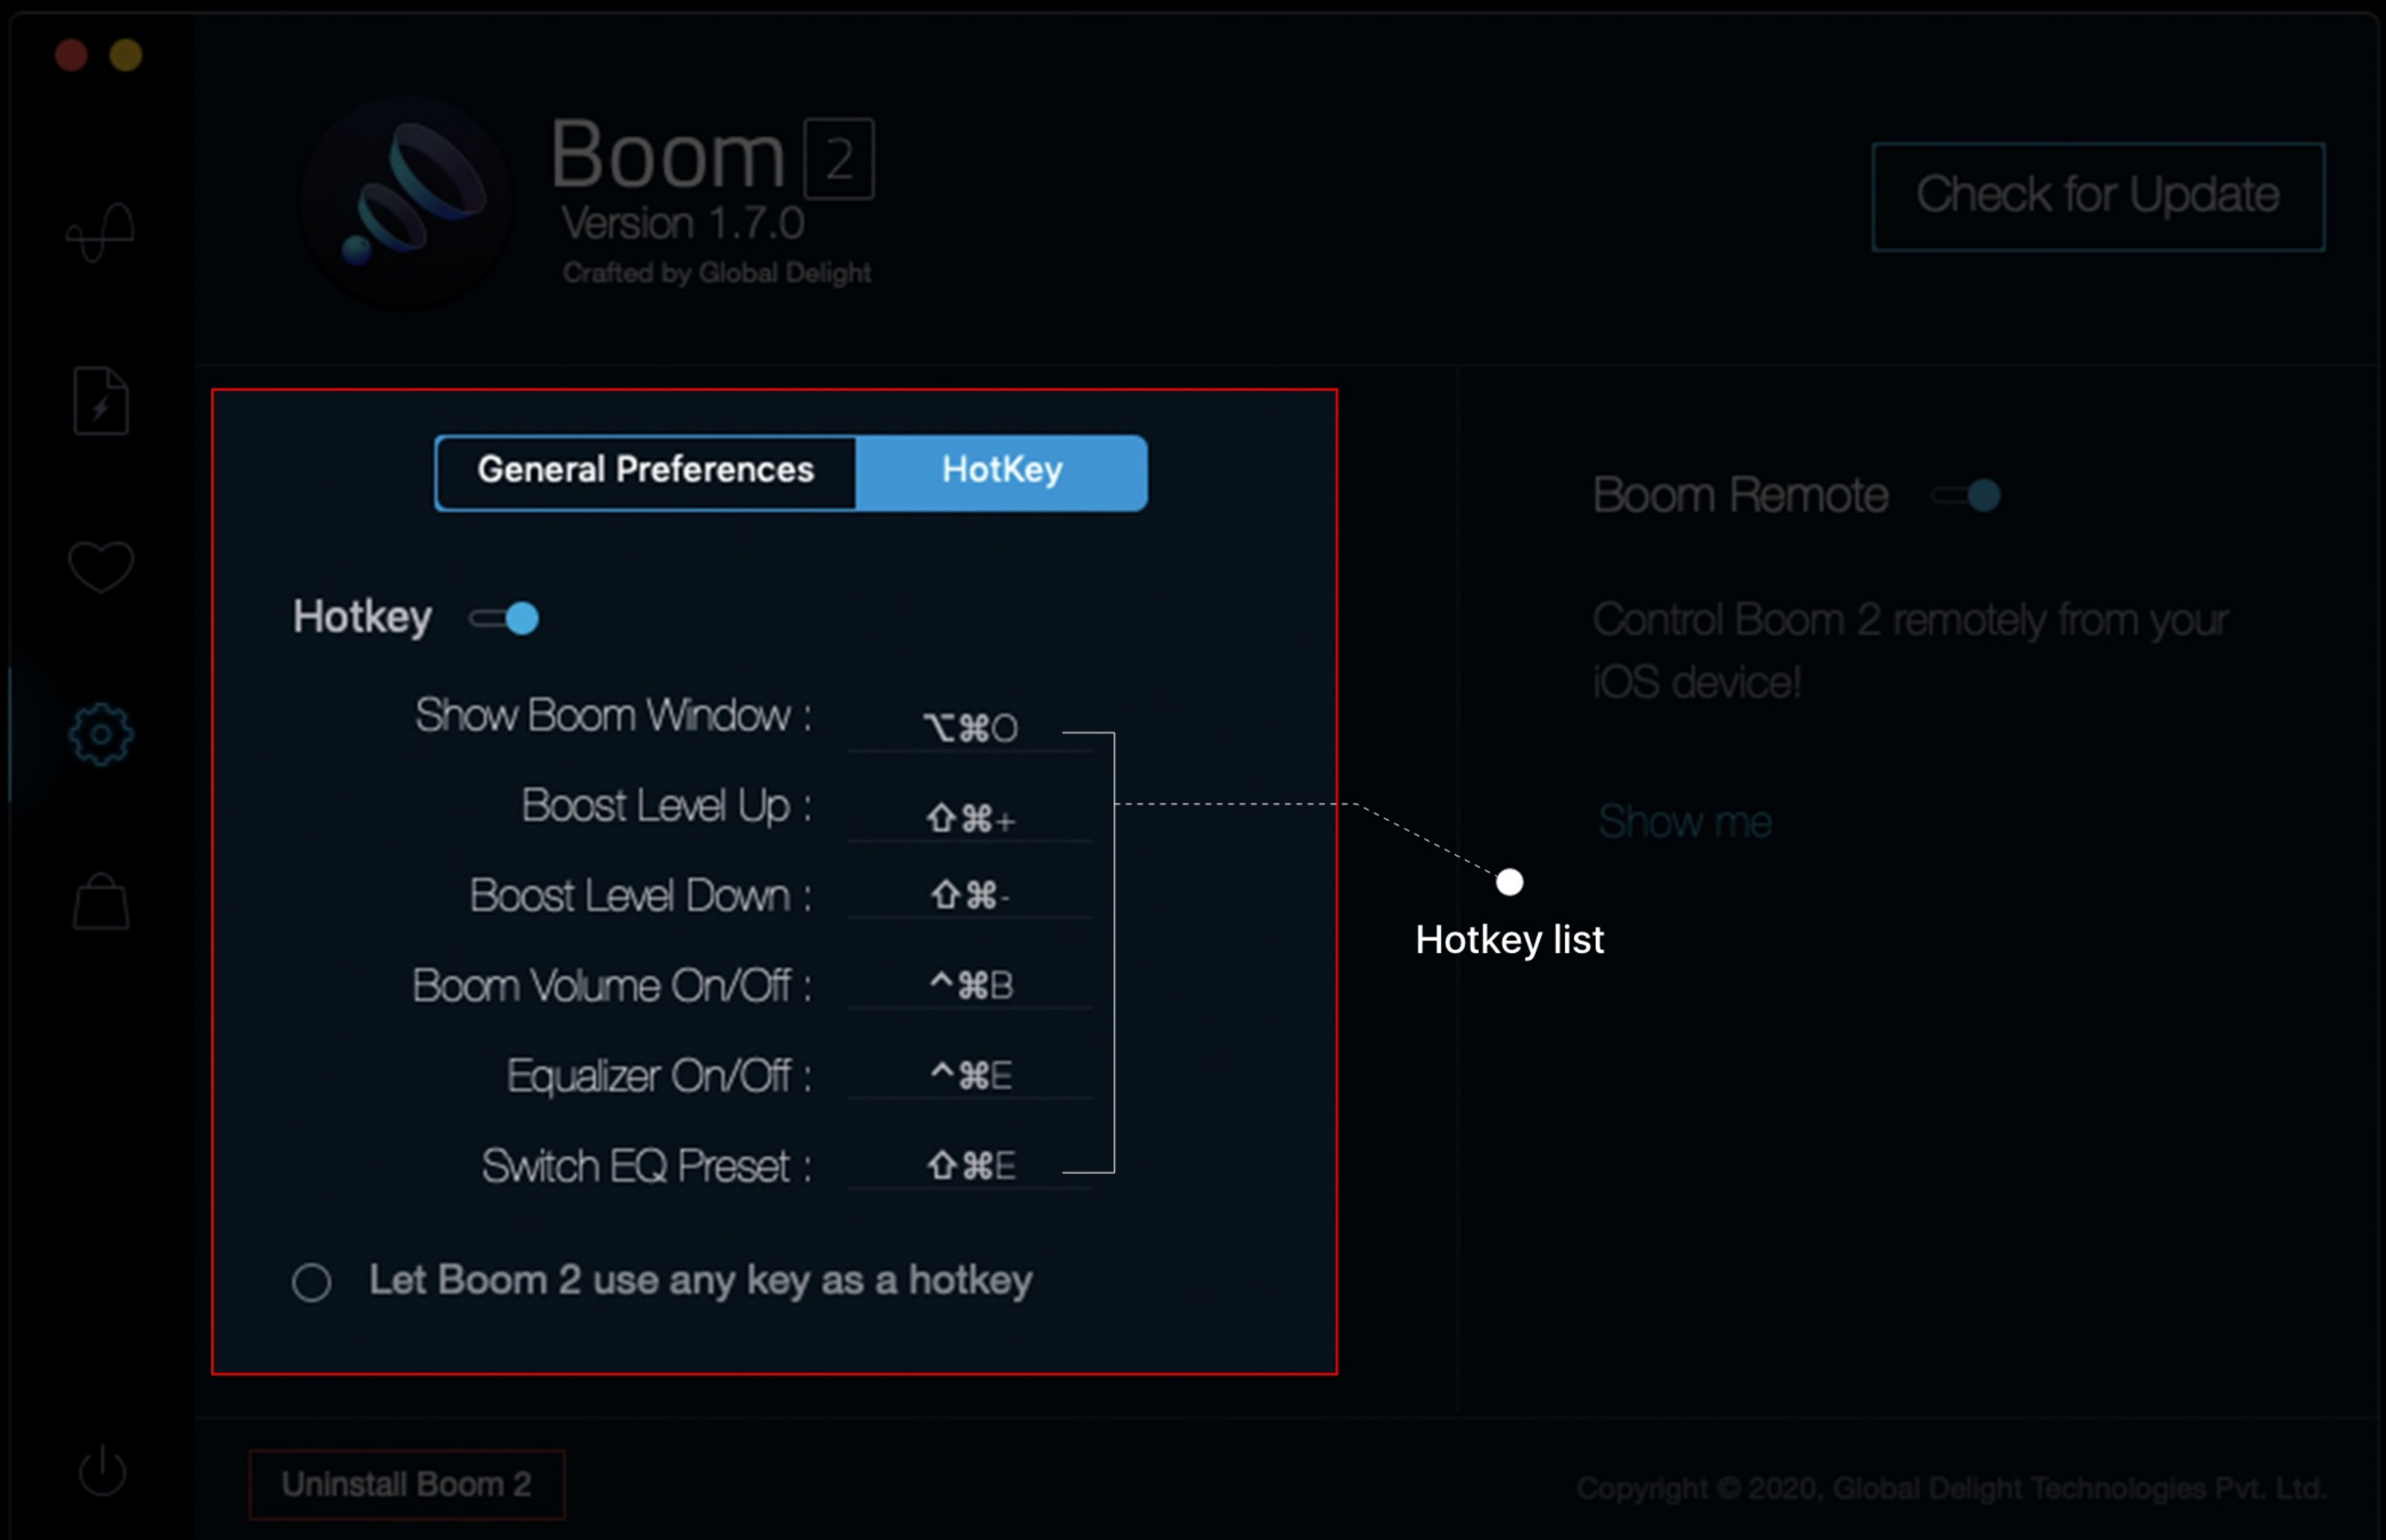 Boom 2
Version 1.7.0
Crafted by Global Delight
Check for Update
General Preferences
HotKey
Hotkey
Show Boom Window : ⌥⌘O
Boost Level Up : ⇧⌘+
Boost Level Down : ⇧⌘-
Boom Volume On/Off : ^⌘B
Equalizer On/Off : ^⌘E
Switch EQ Preset : ⇧⌘E
Let Boom 2 use any key as a hotkey
Hotkey list
Boom Remote
Control Boom 2 remotely from your
iOS device!
Show me
Uninstall Boom 2
Copyright © 2020, Global Delight Technologies Pvt. Ltd.